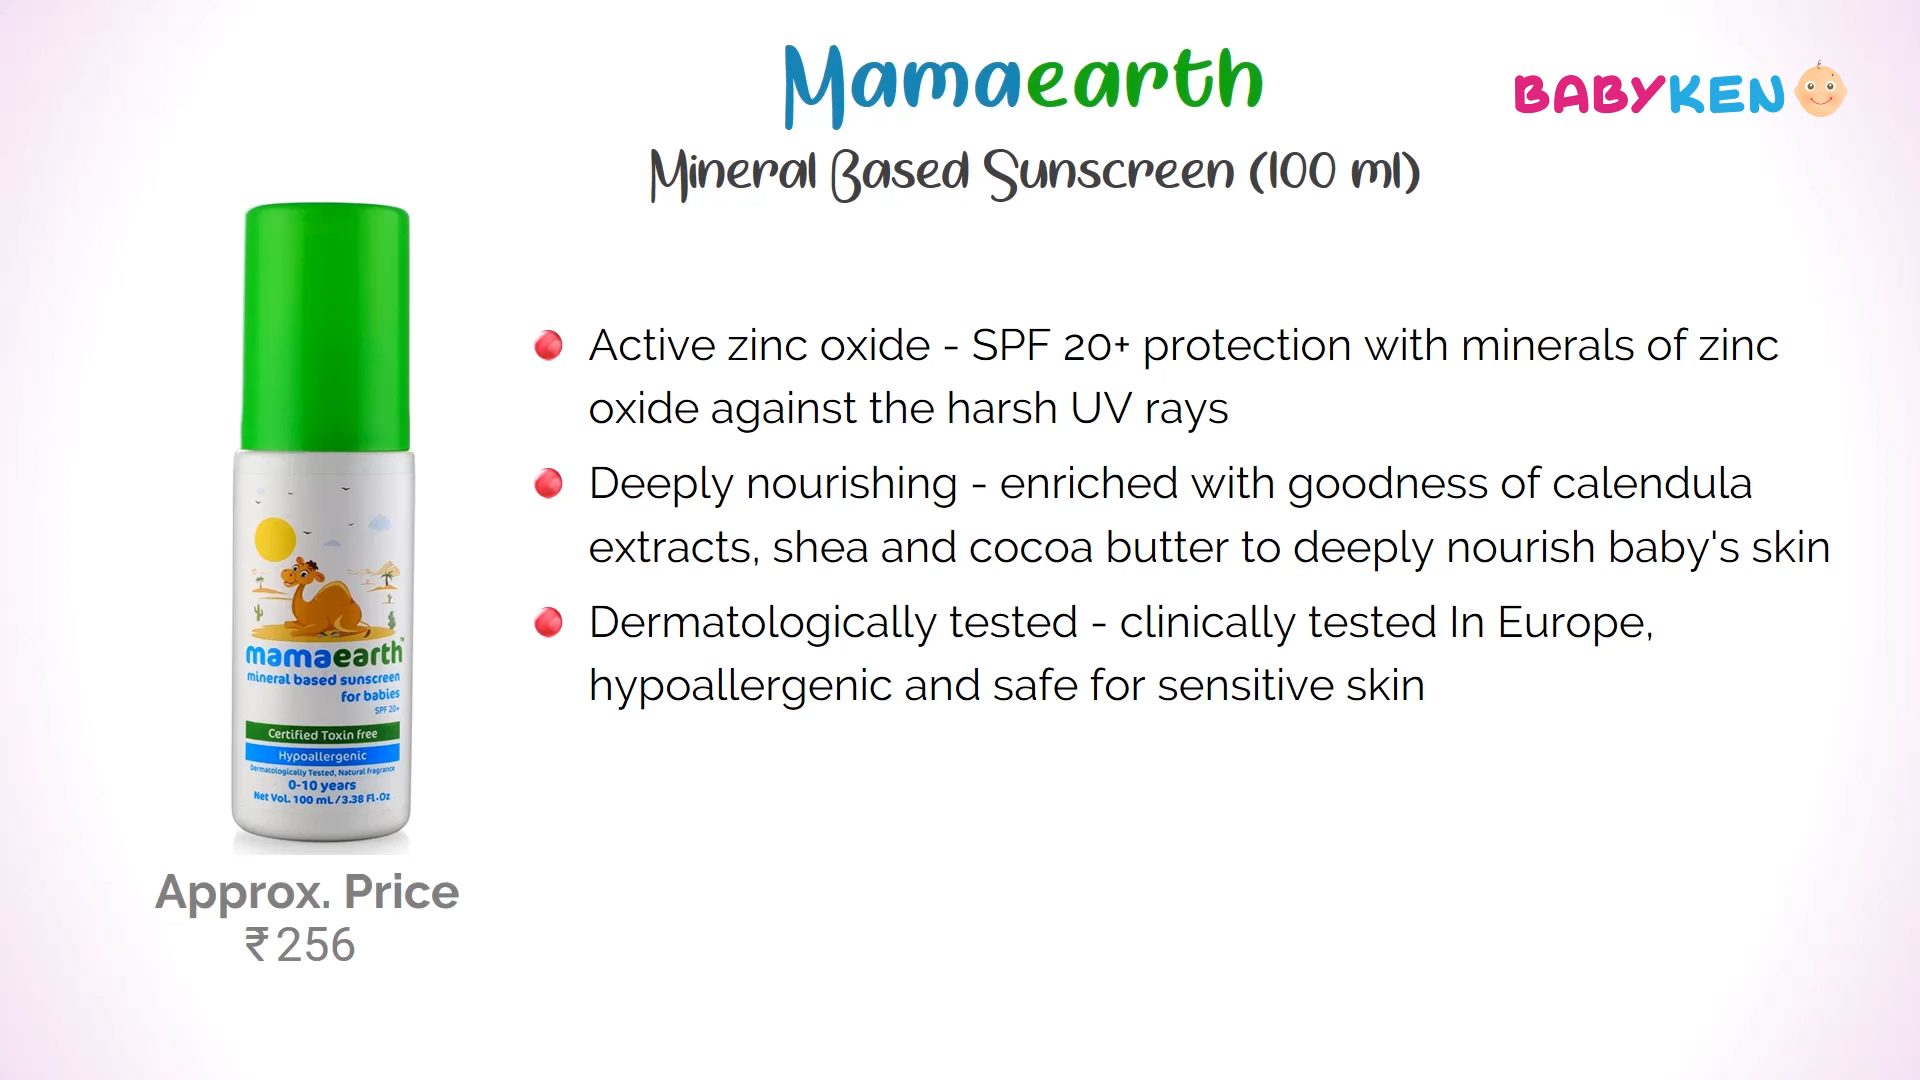 Mamaearth
BABYKEN
Mineral Based Sunscreen (100 ml)
Active zinc oxide - SPF 20+ protection with minerals of zinc
oxide against the harsh UV rays
Deeply nourishing - enriched with goodness of calendula
extracts, shea and cocoa butter to deeply nourish baby's skin
Dermatologically tested - clinically tested In Europe,
hypoallergenic and safe for sensitive skin
mamaearth™
mineral based sunscreen
for babies
SPF 20+
Certified Toxin free
Hypoallergenic
Dermatologically Tested, Natural fragrance
0-10 years
Net Vol. 100 mL/3.38 Fl.Oz
Approx. Price
₹256